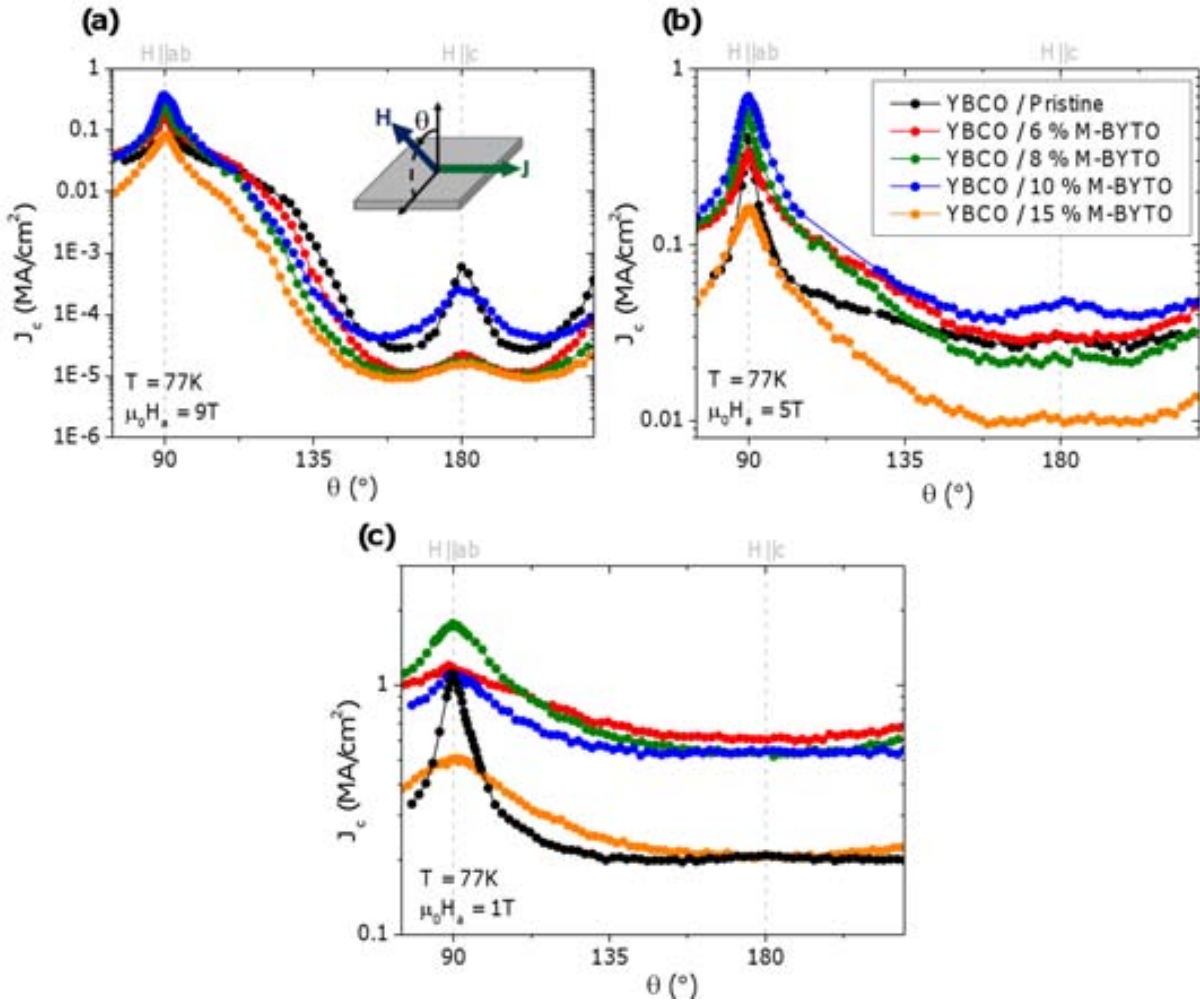 (a)
H||ab
H||c
1
0.1
0.01
1E-3
1E-4
1E-5
1E-6
J_c (MA/cm²)
H
θ
J
T = 77K
μ₀Hₐ = 9T
90
135
180
θ (°)
(b)
H||ab
H||c
1
0.1
0.01
J_c (MA/cm²)
YBCO / Pristine
YBCO / 6 % M-BYTO
YBCO / 8 % M-BYTO
YBCO / 10 % M-BYTO
YBCO / 15 % M-BYTO
T = 77K
μ₀Hₐ = 5T
90
135
180
θ (°)
(c)
H||ab
H||c
1
0.1
J_c (MA/cm²)
T = 77K
μ₀Hₐ = 1T
90
135
180
θ (°)